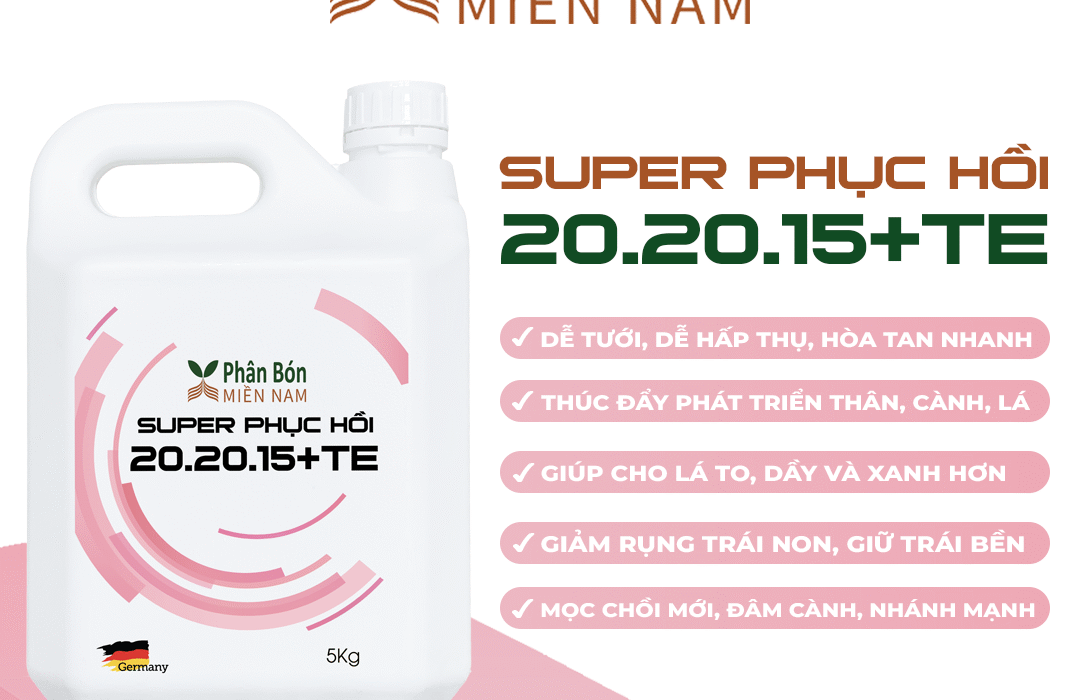 MIỀN NAM
SUPER PHỤC HỒI
20.20.15+TE
✓ DỄ TƯỚI, DỄ HẤP THỤ, HÒA TAN NHANH
✓ THÚC ĐẨY PHÁT TRIỂN THÂN, CÀNH, LÁ
✓ GIÚP CHO LÁ TO, DẦY VÀ XANH HƠN
✓ GIẢM RỤNG TRÁI NON, GIỮ TRÁI BỀN
✓ MỌC CHỒI MỚI, ĐÂM CÀNH, NHÁNH MẠNH
Phân Bón
MIỀN NAM
SUPER PHỤC HỒI
20.20.15+TE
Germany
5Kg